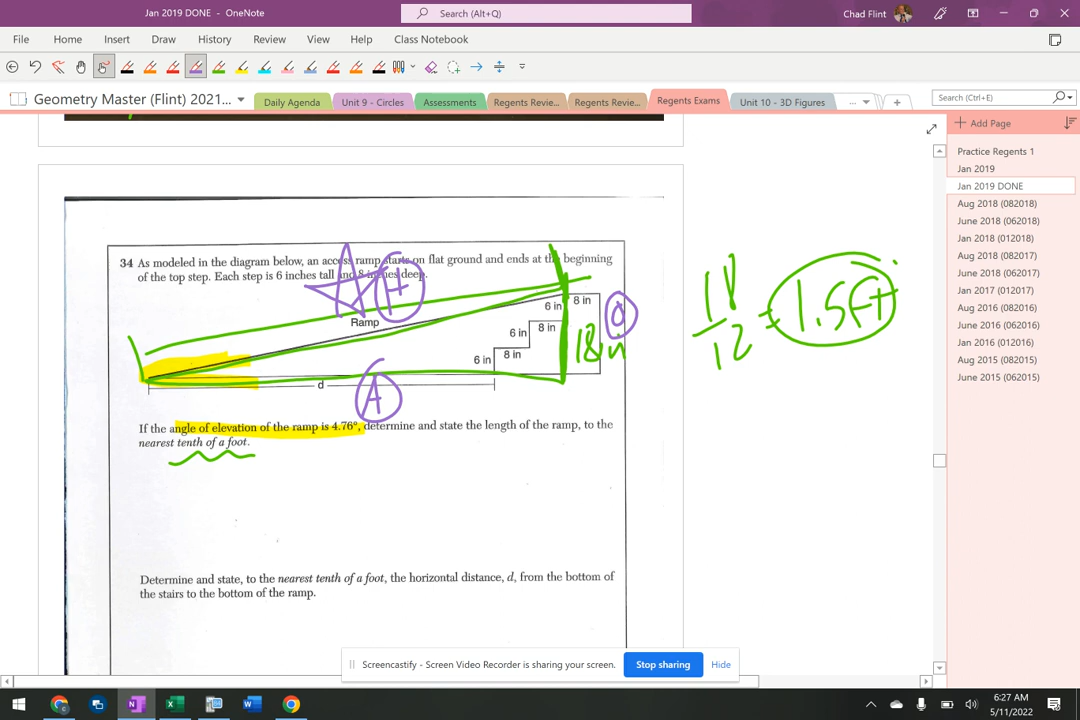 Jan 2019 DONE - OneNote
Search (Alt+Q)
Chad Flint
File Home Insert Draw History Review View Help Class Notebook
Geometry Master (Flint) 2021...
Daily Agenda
Unit 9 - Circles
Assessments
Regents Revie...
Regents Revie...
Regents Exams
Unit 10 - 3D Figures
...
Search (Ctrl+E)
Add Page
Practice Regents 1
Jan 2019
Jan 2019 DONE
Aug 2018 (082018)
June 2018 (062018)
Jan 2018 (012018)
Aug 2018 (082017)
June 2018 (062017)
Jan 2017 (012017)
Aug 2016 (082016)
June 2016 (062016)
Jan 2016 (012016)
Aug 2015 (082015)
June 2015 (062015)
34 As modeled in the diagram below, an access ramp starts on flat ground and ends at the beginning
of the top step. Each step is 6 inches tall and 8 inches deep.
H
Ramp
6 in
8 in
6 in
8 in
6 in
8 in
O
18 in
d
A
18
12
= 1.5ft
If the angle of elevation of the ramp is 4.76°, determine and state the length of the ramp, to the
nearest tenth of a foot.
Determine and state, to the nearest tenth of a foot, the horizontal distance, d, from the bottom of
the stairs to the bottom of the ramp.
Screencastify - Screen Video Recorder is sharing your screen.
Stop sharing
Hide
6:27 AM
5/11/2022